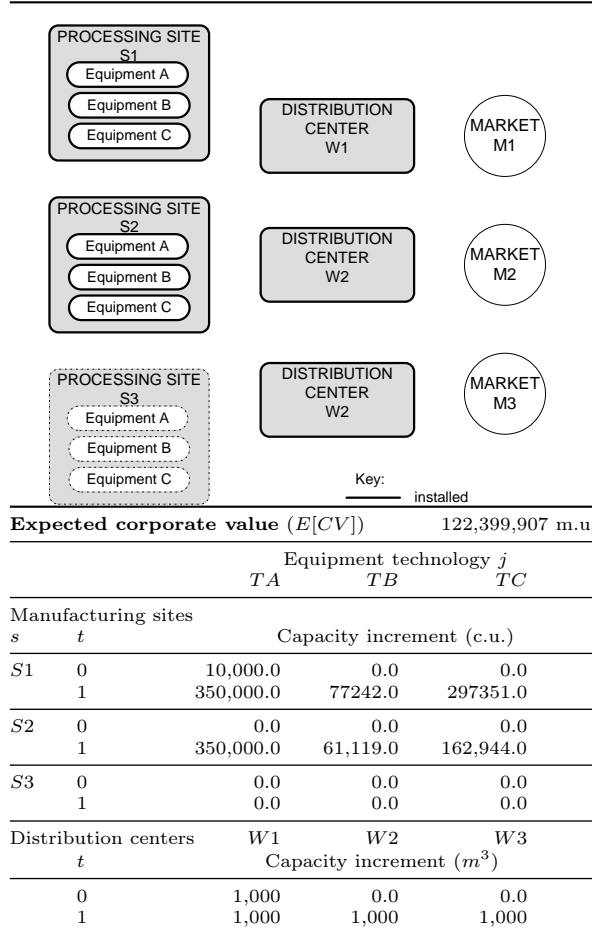 PROCESSING SITE
S1
Equipment A
Equipment B
Equipment C
DISTRIBUTION
CENTER
W1
MARKET
M1
PROCESSING SITE
S2
Equipment A
Equipment B
Equipment C
DISTRIBUTION
CENTER
W2
MARKET
M2
PROCESSING SITE
S3
Equipment A
Equipment B
Equipment C
DISTRIBUTION
CENTER
W2
MARKET
M3
Key:
installed
Expected corporate value (E[CV]) 122,399,907 m.u
Equipment technology j
TA TB TC
Manufacturing sites
s t Capacity increment (c.u.)
S1 0 10,000.0 0.0 0.0
1 350,000.0 77242.0 297351.0
S2 0 0.0 0.0 0.0
1 350,000.0 61,119.0 162,944.0
S3 0 0.0 0.0 0.0
1 0.0 0.0 0.0
Distribution centers W1 W2 W3
t Capacity increment (m³)
0 1,000 0.0 0.0
1 1,000 1,000 1,000